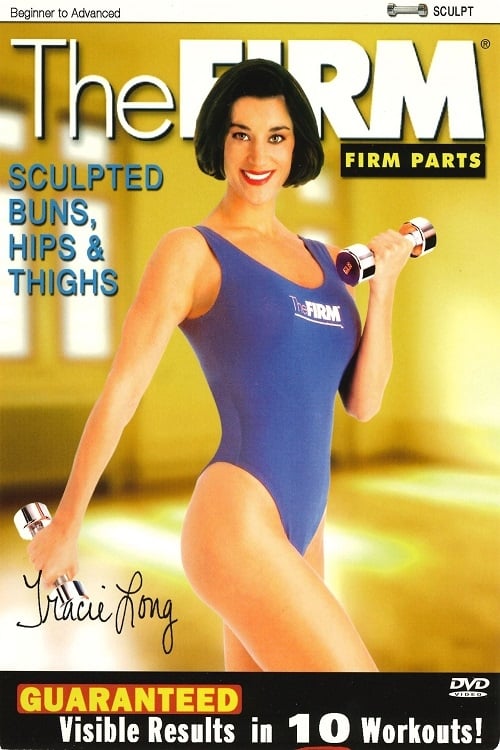 Beginner to Advanced
SCULPT
The FIRM®
FIRM PARTS
SCULPTED
BUNS,
HIPS &
THIGHS
The FIRM
Tracie Long
DVD
VIDEO
GUARANTEED
Visible Results in 10 Workouts!